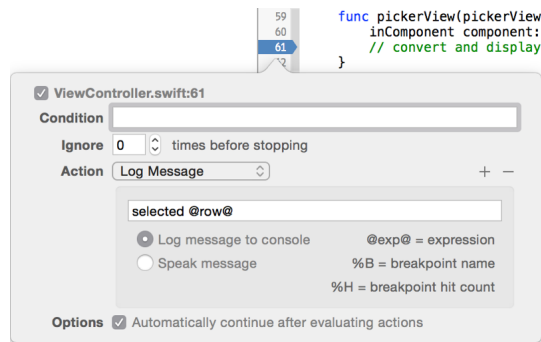 59 func pickerView(pickerView
60 inComponent component:
61 // convert and display
}
ViewController.swift:61
Condition
Ignore 0 times before stopping
Action Log Message + −
selected @row@
Log message to console @exp@ = expression
Speak message %B = breakpoint name
%H = breakpoint hit count
Options Automatically continue after evaluating actions